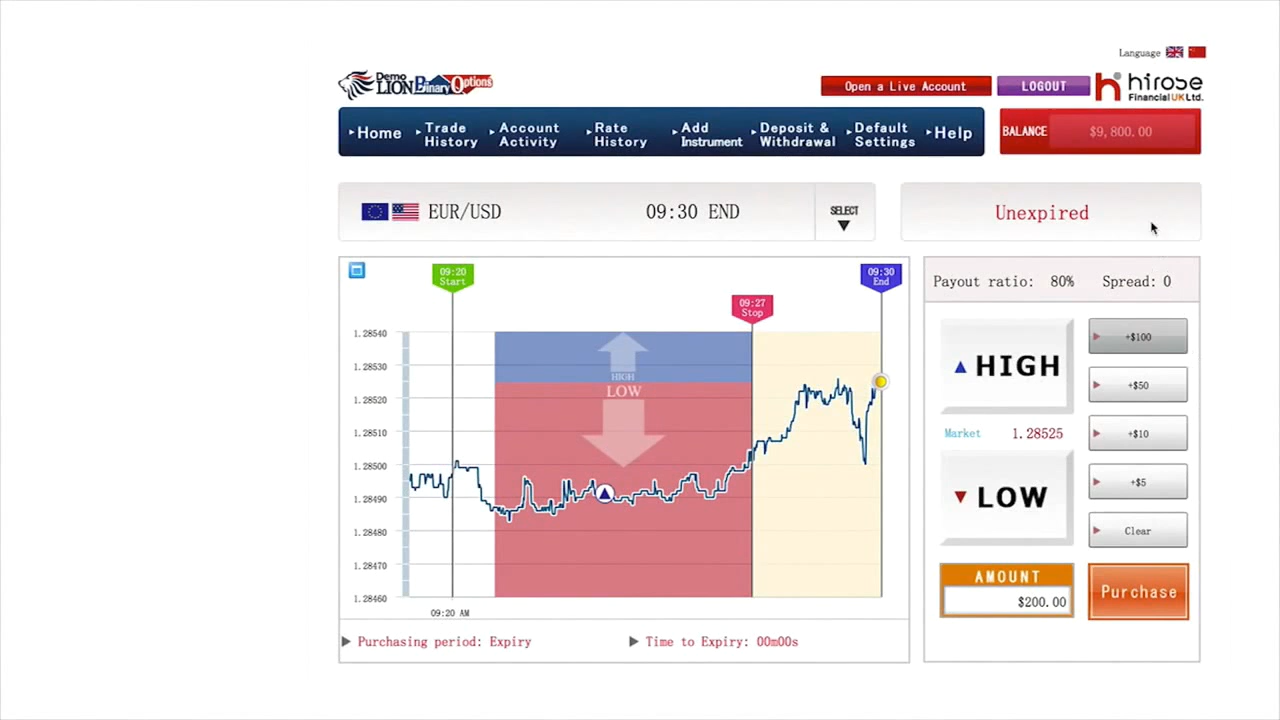 Language
Demo
LION Binary Options
Open a Live Account
LOGOUT
hirose
Financial UK Ltd.
Home
Trade History
Account Activity
Rate History
Add Instrument
Deposit & Withdrawal
Default Settings
Help
BALANCE $9,800.00
EUR/USD 09:30 END
SELECT
Unexpired
09:20
Start
09:27
Stop
09:30
End
1.28540
1.28530
1.28520
1.28510
1.28500
1.28490
1.28480
1.28470
1.28460
HIGH
LOW
09:20 AM
Purchasing period: Expiry
Time to Expiry: 00m00s
Payout ratio: 80% Spread: 0
HIGH
Market 1.28525
LOW
+$100
+$50
+$10
+$5
Clear
AMOUNT
$200.00
Purchase